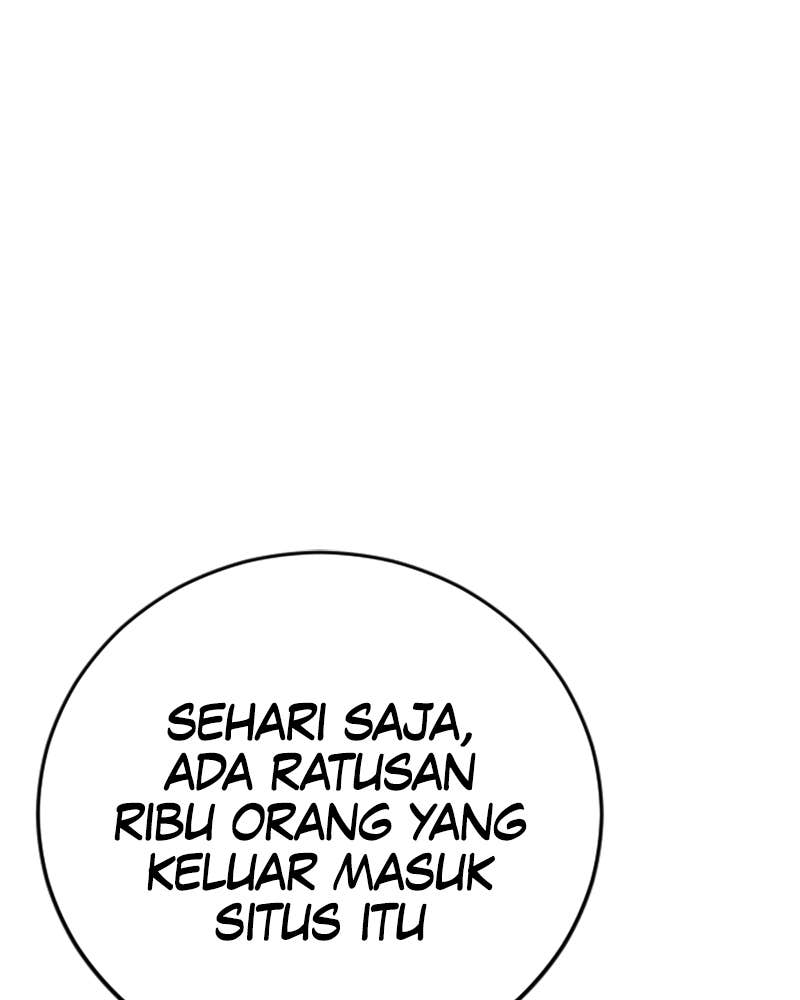 SEHARI SAJA,
ADA RATUSAN
RIBU ORANG YANG
KELUAR MASUK
SITUS ITU